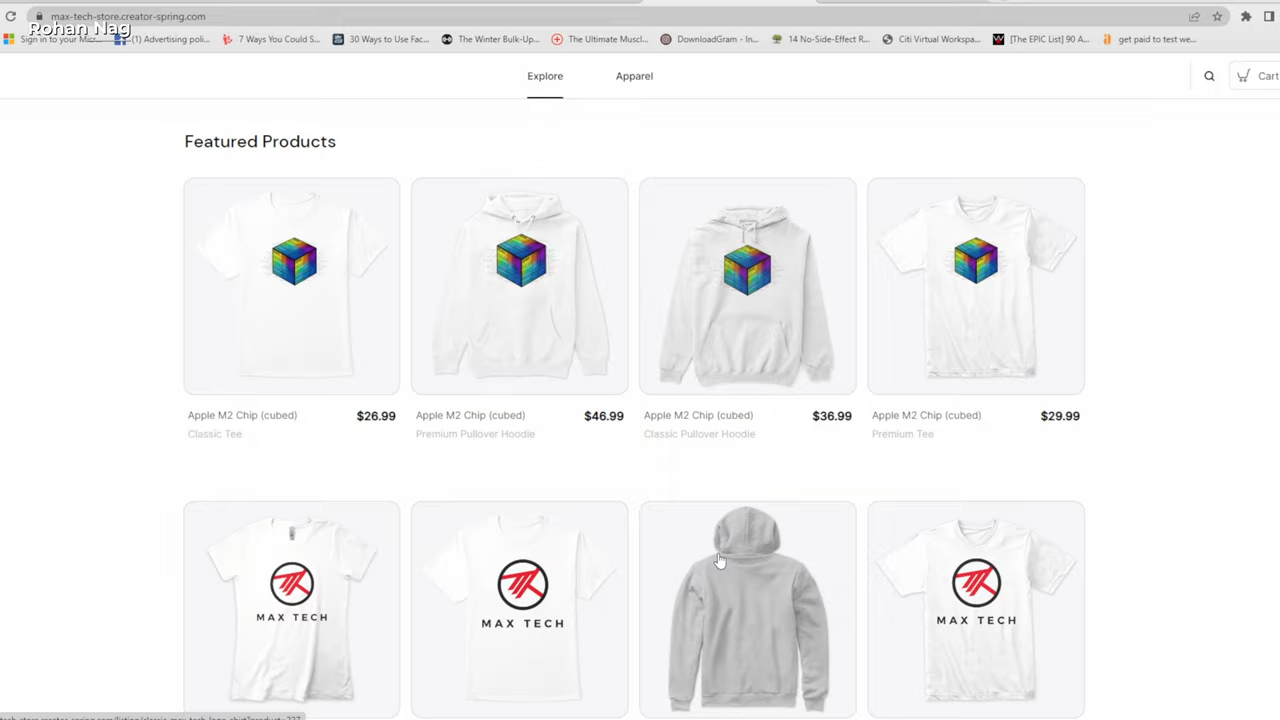 max-tech-store.creator-spring.com
Rohan Nag
Sign in to your Micr... (1) Advertising poli... 7 Ways You Could S... 30 Ways to Use Fac... The Winter Bulk-Up... The Ultimate Muscl... DownloadGram - In... 14 No-Side-Effect R... Citi Virtual Workspa... [The EPIC List] 90 A... get paid to test we...
Explore Apparel Cart
Featured Products
Apple M2 Chip (cubed) $26.99 Apple M2 Chip (cubed) $46.99 Apple M2 Chip (cubed) $36.99 Apple M2 Chip (cubed) $29.99
Classic Tee Premium Pullover Hoodie Classic Pullover Hoodie Premium Tee
MAX TECH MAX TECH MAX TECH